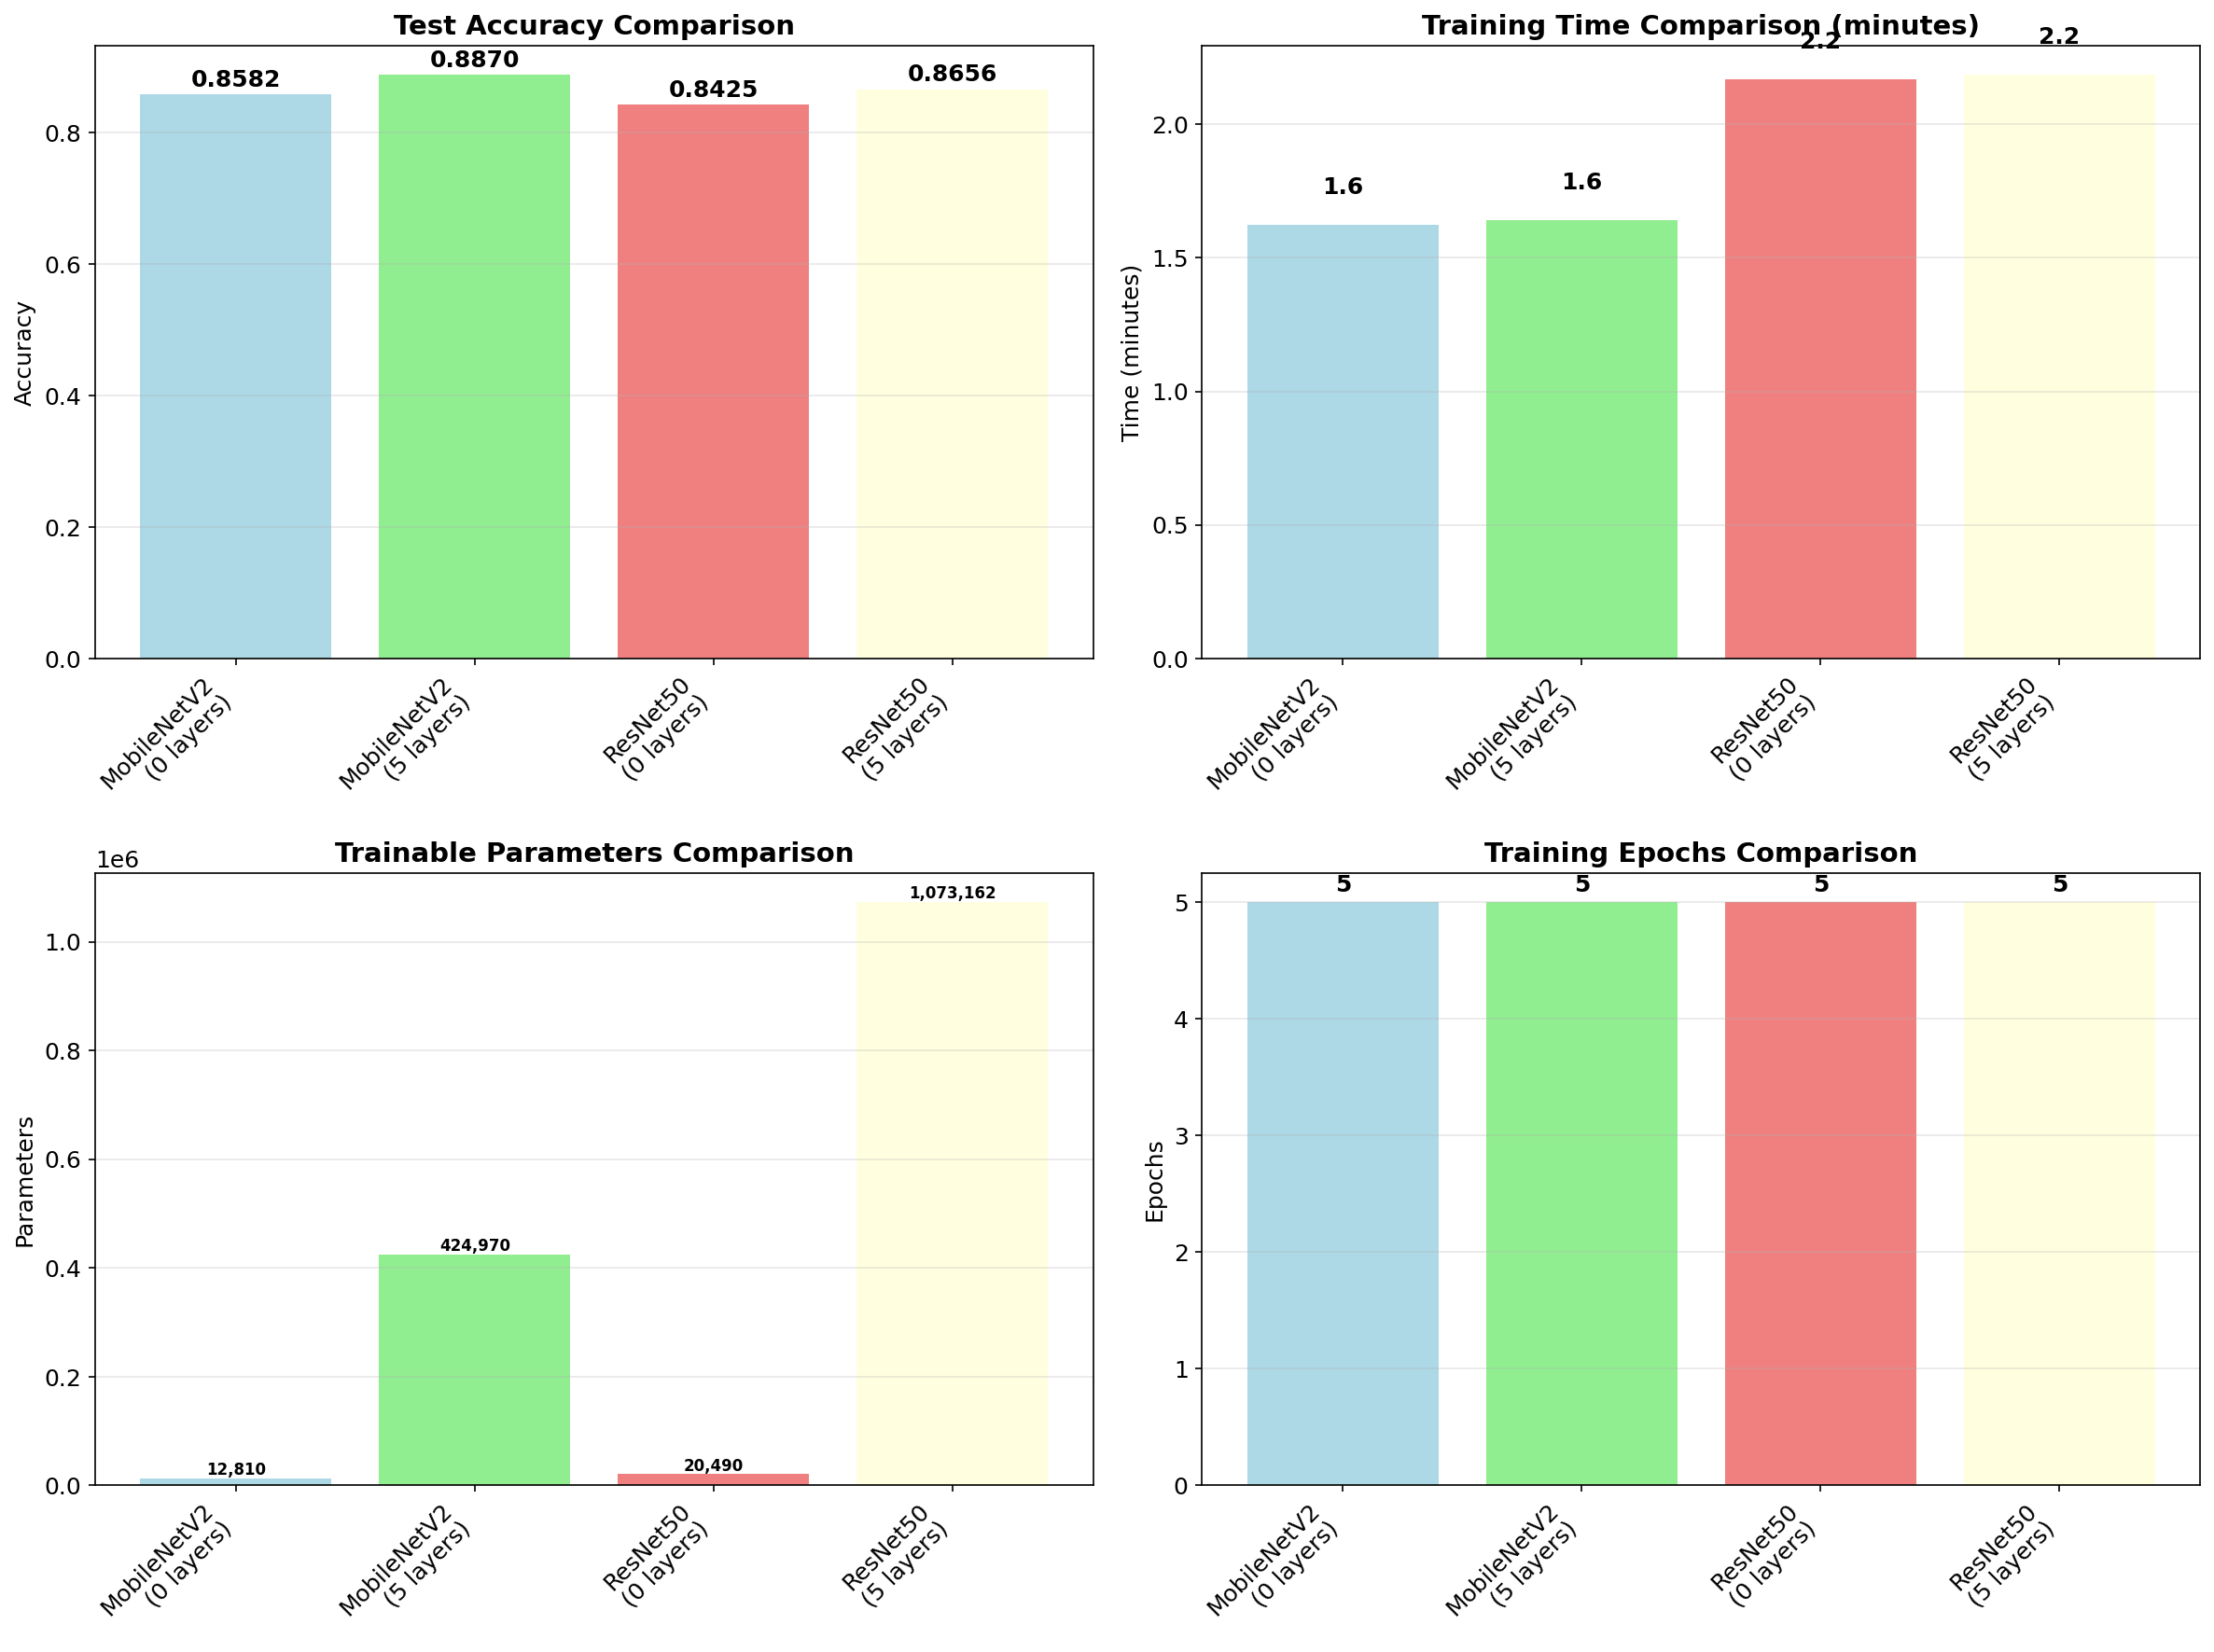 Test Accuracy Comparison
Accuracy
0.8
0.6
0.4
0.2
0.0
0.8582
0.8870
0.8425
0.8656
MobileNetV2
(0 layers)
MobileNetV2
(5 layers)
ResNet50
(0 layers)
ResNet50
(5 layers)
Training Time Comparison (minutes)
Time (minutes)
2.0
1.5
1.0
0.5
0.0
1.6
1.6
2.2
2.2
MobileNetV2
(0 layers)
MobileNetV2
(5 layers)
ResNet50
(0 layers)
ResNet50
(5 layers)
Trainable Parameters Comparison
1e6
Parameters
1.0
0.8
0.6
0.4
0.2
0.0
12,810
424,970
20,490
1,073,162
MobileNetV2
(0 layers)
MobileNetV2
(5 layers)
ResNet50
(0 layers)
ResNet50
(5 layers)
Training Epochs Comparison
Epochs
5
4
3
2
1
0
5
5
5
5
MobileNetV2
(0 layers)
MobileNetV2
(5 layers)
ResNet50
(0 layers)
ResNet50
(5 layers)